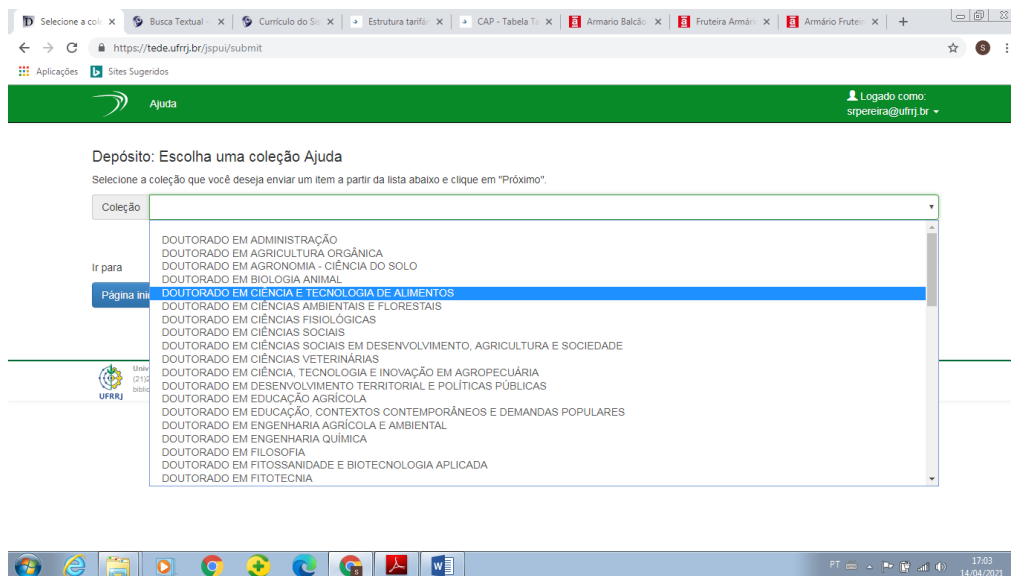 Selecione a cole
Busca Textual -
Currículo do Sis
Estrutura tarifár
CAP - Tabela Ta
Armario Balcão
Fruteira Armári
Armário Fruteir
https://tede.ufrrj.br/jspui/submit
S
Aplicações
Sites Sugeridos
Ajuda
Logado como:
srpereira@ufrrj.br
Depósito: Escolha uma coleção Ajuda
Selecione a coleção que você deseja enviar um item a partir da lista abaixo e clique em "Próximo".
Coleção
DOUTORADO EM ADMINISTRAÇÃO
DOUTORADO EM AGRICULTURA ORGÂNICA
DOUTORADO EM AGRONOMIA - CIÊNCIA DO SOLO
Ir para
DOUTORADO EM BIOLOGIA ANIMAL
Página ini
DOUTORADO EM CIÊNCIA E TECNOLOGIA DE ALIMENTOS
DOUTORADO EM CIÊNCIAS AMBIENTAIS E FLORESTAIS
DOUTORADO EM CIÊNCIAS FISIOLÓGICAS
DOUTORADO EM CIÊNCIAS SOCIAIS
DOUTORADO EM CIÊNCIAS SOCIAIS EM DESENVOLVIMENTO, AGRICULTURA E SOCIEDADE
DOUTORADO EM CIÊNCIAS VETERINÁRIAS
Univ
DOUTORADO EM CIÊNCIA, TECNOLOGIA E INOVAÇÃO EM AGROPECUÁRIA
(21)2
DOUTORADO EM DESENVOLVIMENTO TERRITORIAL E POLÍTICAS PÚBLICAS
biblic
UFRRJ
DOUTORADO EM EDUCAÇÃO AGRÍCOLA
DOUTORADO EM EDUCAÇÃO, CONTEXTOS CONTEMPORÂNEOS E DEMANDAS POPULARES
DOUTORADO EM ENGENHARIA AGRÍCOLA E AMBIENTAL
DOUTORADO EM ENGENHARIA QUÍMICA
DOUTORADO EM FILOSOFIA
DOUTORADO EM FITOSSANIDADE E BIOTECNOLOGIA APLICADA
DOUTORADO EM FITOTECNIA
PT
17:03
14/04/2021